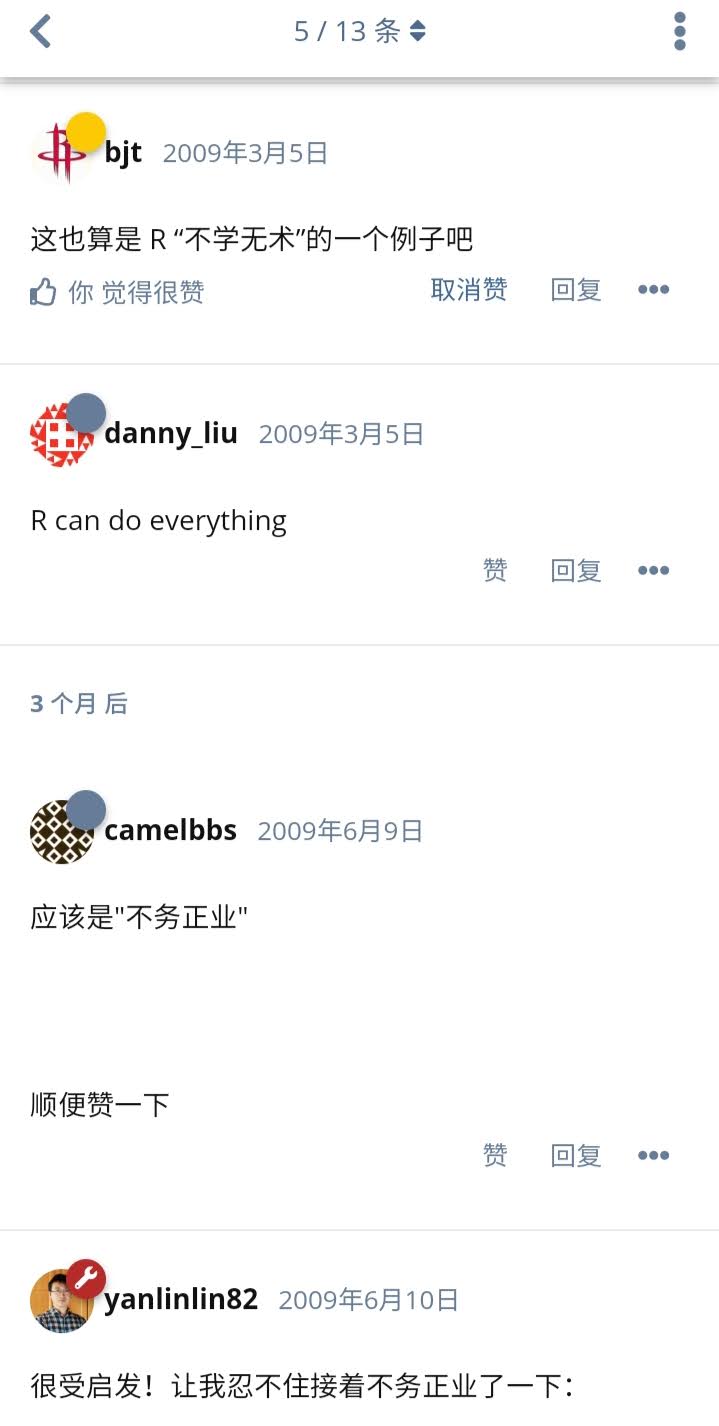 5 / 13 条
bjt 2009年3月5日
这也算是 R “不学无术”的一个例子吧
你 觉得很赞 取消赞 回复
danny_liu 2009年3月5日
R can do everything
赞 回复
3 个月 后
camelbbs 2009年6月9日
应该是"不务正业"
顺便赞一下
赞 回复
yanlinlin82 2009年6月10日
很受启发！让我忍不住接着不务正业了一下：